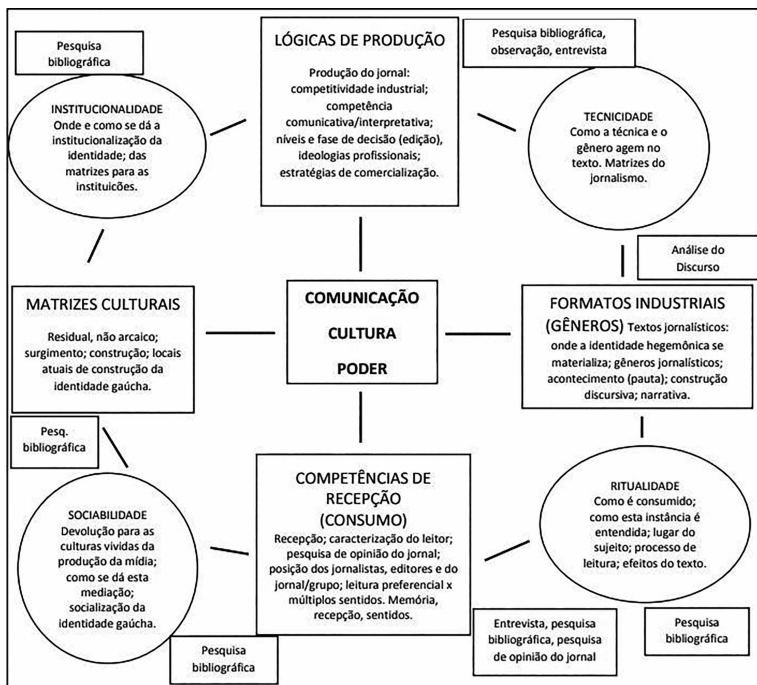 Pesquisa
bibliográfica
LÓGICAS DE PRODUÇÃO
Produção do jornal:
competitividade industrial;
competência
comunicativa/interpretativa;
níveis e fase de decisão (edição),
ideologias profissionais;
estratégias de comercialização.
Pesquisa bibliográfica,
observação, entrevista
INSTITUCIONALIDADE
Onde e como se dá a
institucionalização da
identidade; das
matrizes para as
instituicões.
TECNICIDADE
Como a técnica e o
gênero agem no
texto. Matrizes do
jornalismo.
Análise do
Discurso
MATRIZES CULTURAIS
Residual, não arcaico;
surgimento; construção; locais
atuais de construção da
identidade gaúcha.
COMUNICAÇÃO
CULTURA
PODER
FORMATOS INDUSTRIAIS
(GÊNEROS) Textos jornalísticos:
onde a identidade hegemônica se
materializa; gêneros jornalísticos;
acontecimento (pauta); construção
discursiva; narrativa.
Pesq.
bibliográfica
SOCIABILIDADE
Devolução para as
culturas vividas da
produção da mídia;
como se dá esta
mediação;
socialização da
identidade gaúcha.
Pesquisa
bibliográfica
COMPETÊNCIAS DE
RECEPÇÃO
(CONSUMO)
Recepção; caracterização do leitor;
pesquisa de opinião do jornal;
posição dos jornalistas, editores e do
jornal/grupo; leitura preferencial x
múltiplos sentidos. Memória,
recepção, sentidos.
RITUALIDADE
Como é consumido;
como esta instância é
entendida; lugar do
sujeito; processo de
leitura; efeitos do texto.
Entrevista, pesquisa
bibliográfica, pesquisa
de opinião do jornal
Pesquisa
bibliográfica